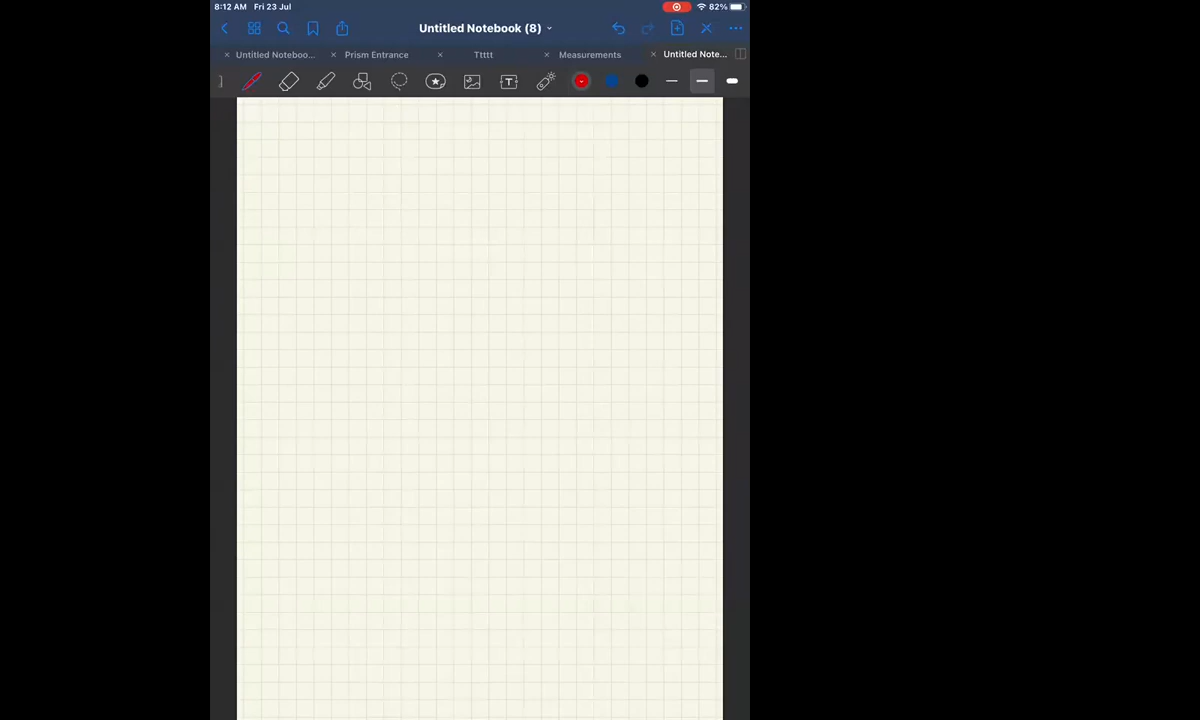 8:12 AM Fri 23 Jul 82%
Untitled Notebook (8)
Untitled Noteboo... Prism Entrance Ttttt Measurements Untitled Note...
T